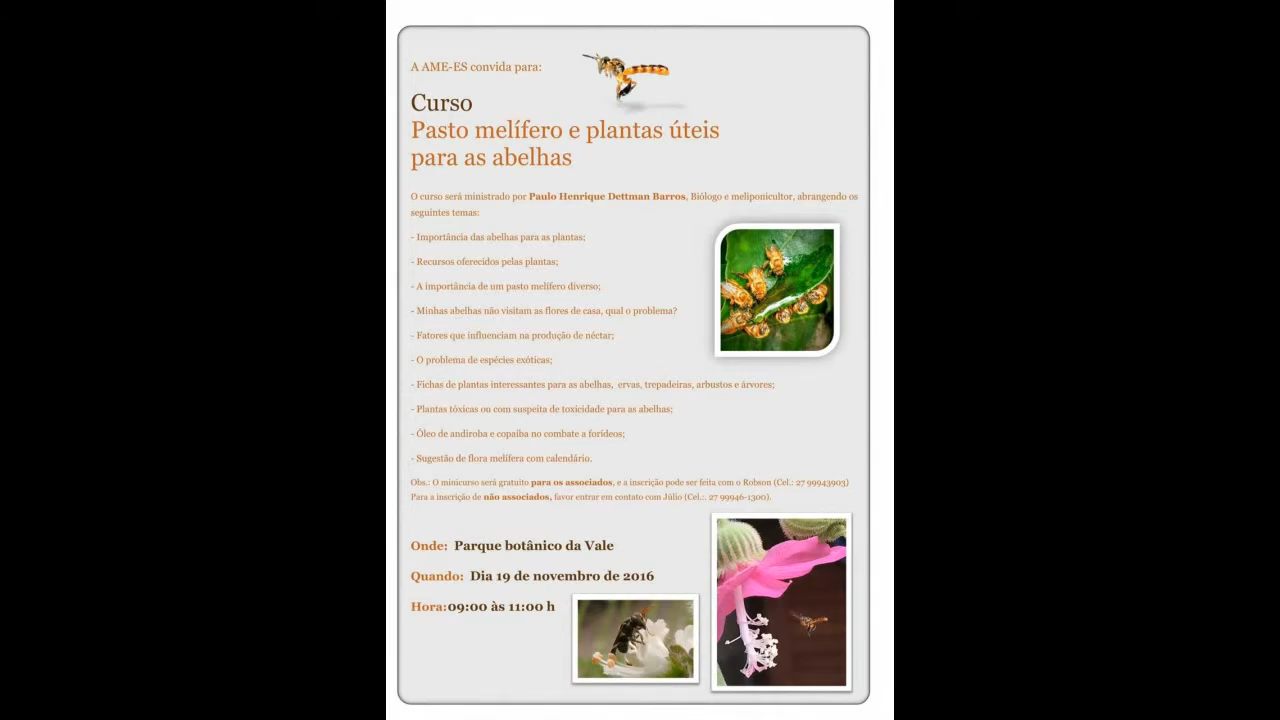 A AME-ES convida para:
Curso
Pasto melífero e plantas úteis
para as abelhas
O curso será ministrado por Paulo Henrique Dettman Barros, Biólogo e meliponicultor, abrangendo os
seguintes temas:
- Importância das abelhas para as plantas;
- Recursos oferecidos pelas plantas;
- A importância de um pasto melífero diverso;
- Minhas abelhas não visitam as flores de casa, qual o problema?
- Fatores que influenciam na produção de néctar;
- O problema de espécies exóticas;
- Fichas de plantas interessantes para as abelhas,  ervas, trepadeiras, arbustos e árvores;
- Plantas tóxicas ou com suspeita de toxicidade para as abelhas;
- Óleo de andiroba e copaíba no combate a forídeos;
- Sugestão de flora melífera com calendário.
Obs.: O minicurso será gratuito para os associados, e a inscrição pode ser feita com o Robson (Cel.: 27 99943903)
Para a inscrição de não associados, favor entrar em contato com Júlio (Cel.:. 27 99946-1300).
Onde:  Parque botânico da Vale
Quando:  Dia 19 de novembro de 2016
Hora:09:00 às 11:00 h